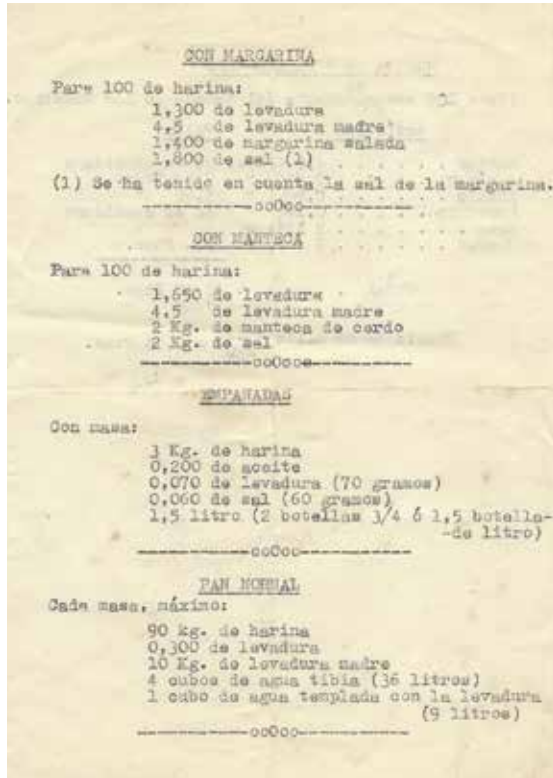 CON MARGARINA
Para 100 de harina:
1,300 de levadura
4,5 de levadura madre
1,400 de margarina salada
1,800 de sal (1)
(1) Se ha tenido en cuenta la sal de la margarina.
------------ooOoo------------
CON MANTECA
Para 100 de harina:
1,650 de levadura
4,5 de levadura madre
2 Kg. de manteca de cerdo
2 Kg. de sal
------------ooOoo------------
EMPANADAS
Con masa:
3 Kg. de harina
0,200 de aceite
0,070 de levadura (70 gramos)
0,060 de sal (60 gramos)
1,5 litro (2 botellas 3/4 ó 1,5 botella-
-de litro)
------------ooOoo------------
PAN NORMAL
Cada masa, máximo:
90 kg. de harina
0,300 de levadura
10 Kg. de levadura madre
4 cubos de agua tibia (36 litros)
1 cubo de agua templada con la levadura
(9 litros)
------------ooOoo------------